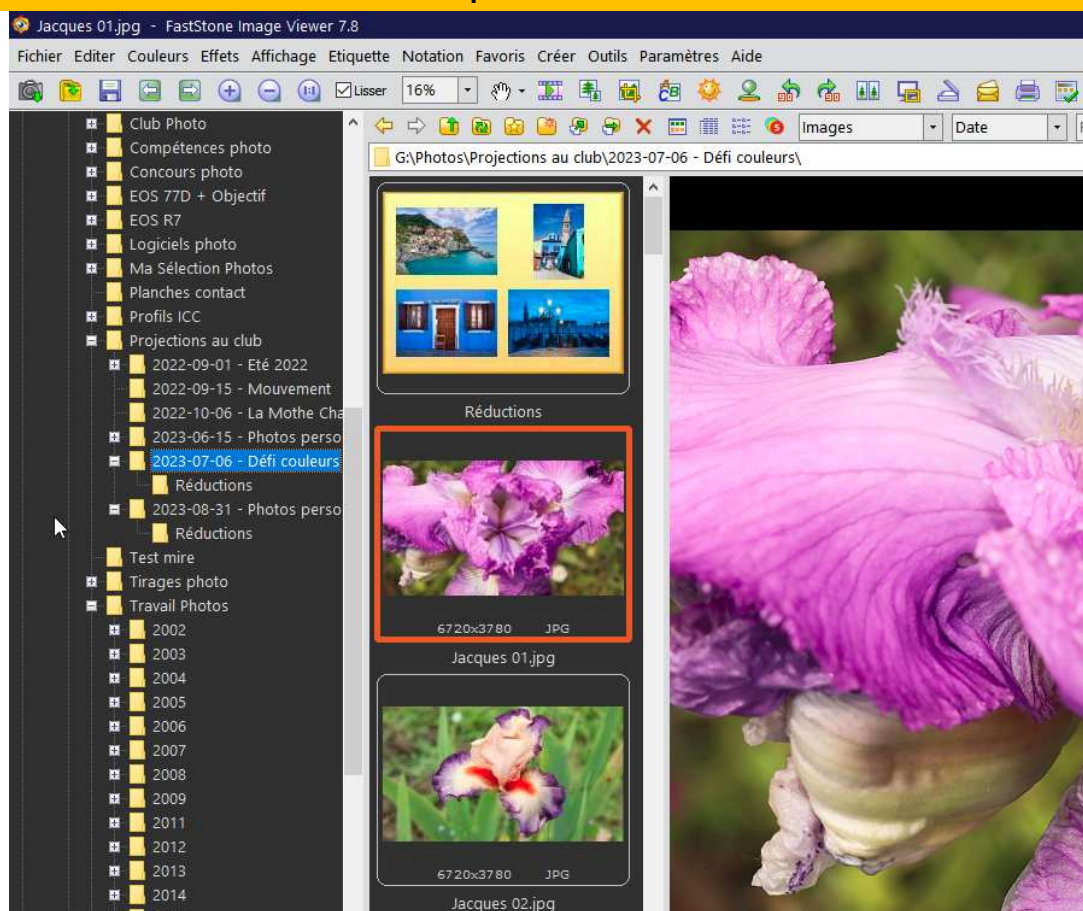 Jacques 01.jpg - FastStone Image Viewer 7.8
Fichier Editer Couleurs Effets Affichage Etiquette Notation Favoris Créer Outils Paramètres Aide
Lisser 16%
Images Date
G:\Photos\Projections au club\2023-07-06 - Défi couleurs\
Club Photo
Compétences photo
Concours photo
EOS 77D + Objectif
EOS R7
Logiciels photo
Ma Sélection Photos
Planches contact
Profils ICC
Projections au club
2022-09-01 - Eté 2022
2022-09-15 - Mouvement
2022-10-06 - La Mothe Cha
2023-06-15 - Photos perso
2023-07-06 - Défi couleurs
Réductions
2023-08-31 - Photos perso
Réductions
Test mire
Tirages photo
Travail Photos
2002
2003
2004
2005
2006
2007
2008
2009
2011
2012
2013
2014
Réductions
6720x3780 JPG
Jacques 01.jpg
6720x3780 JPG
Jacques 02.jpg